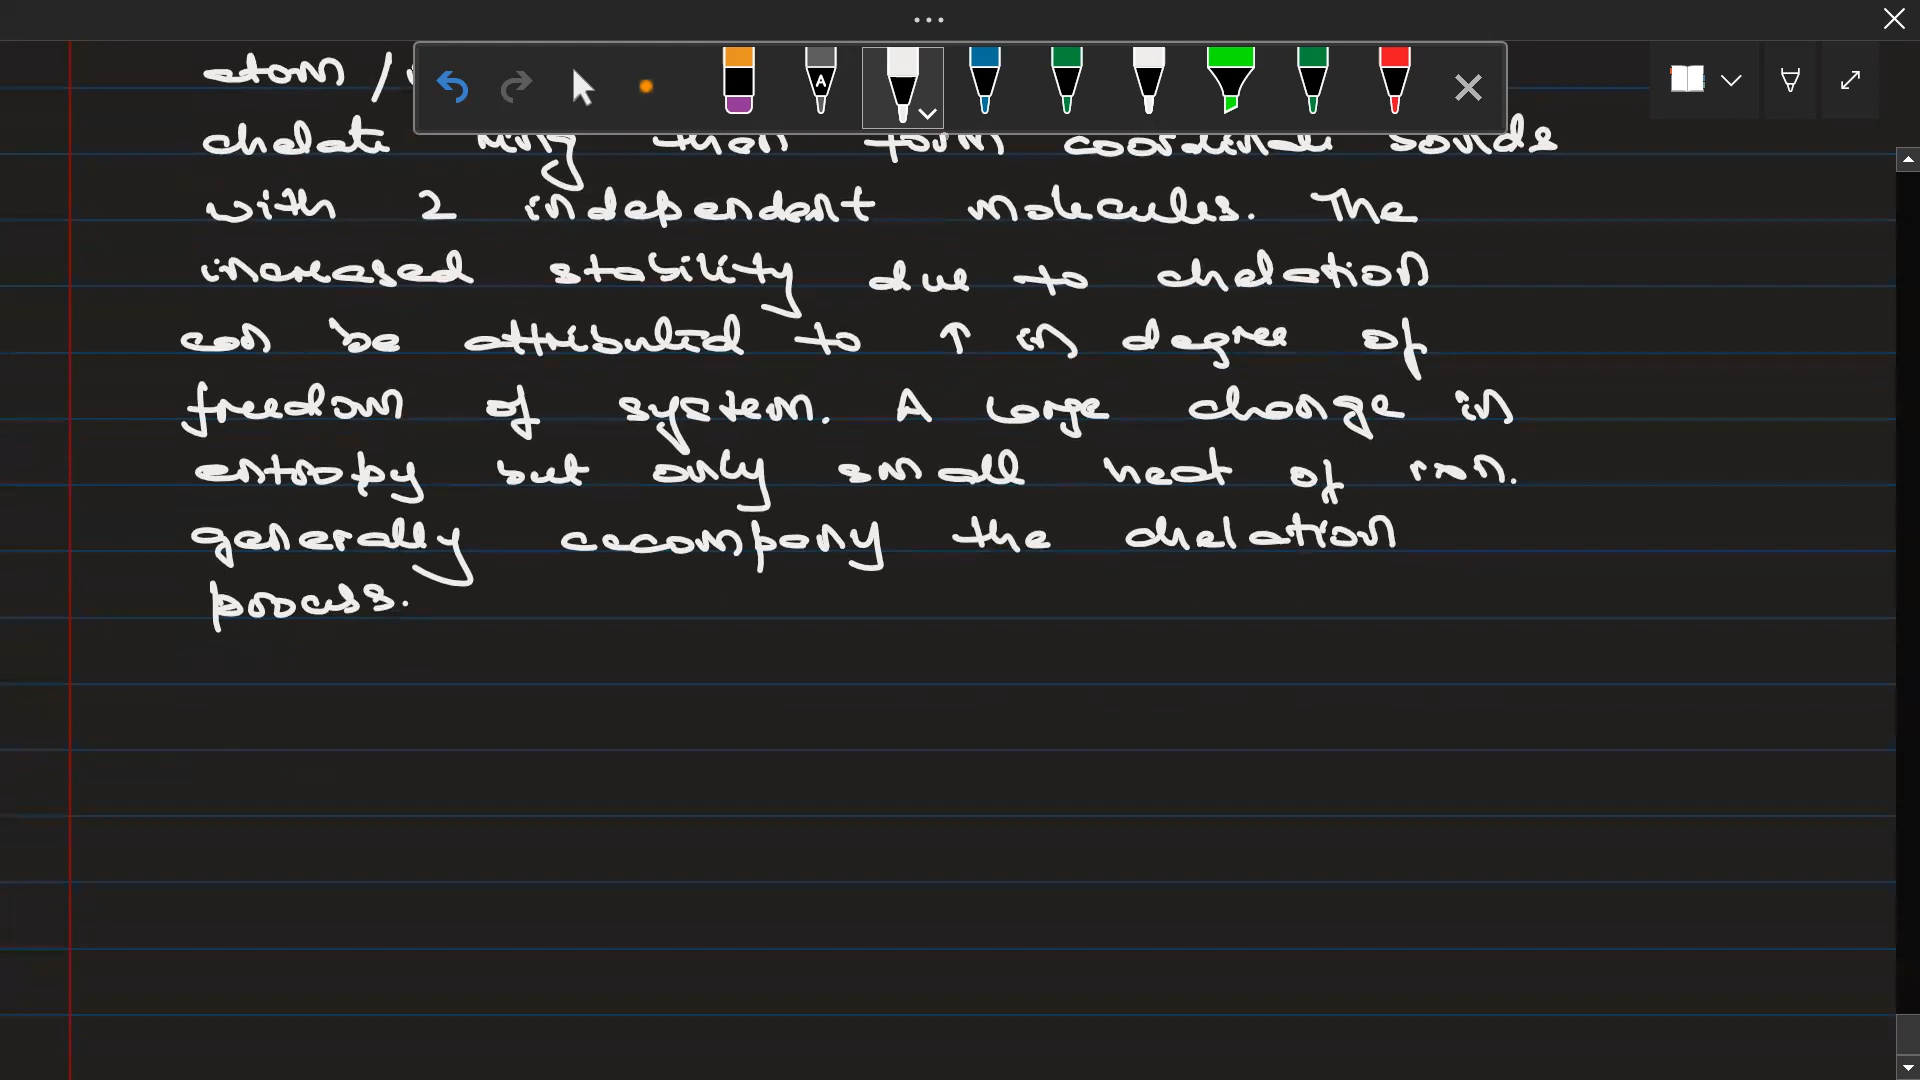 atom /
chelate ring than form coordinate bonds
with 2 independent molecules. The
increased stability due to chelation
can be attributed to ↑ in degree of
freedom of system. A large change in
entropy but only small heat of rxn.
generally accompany the chelation
process.